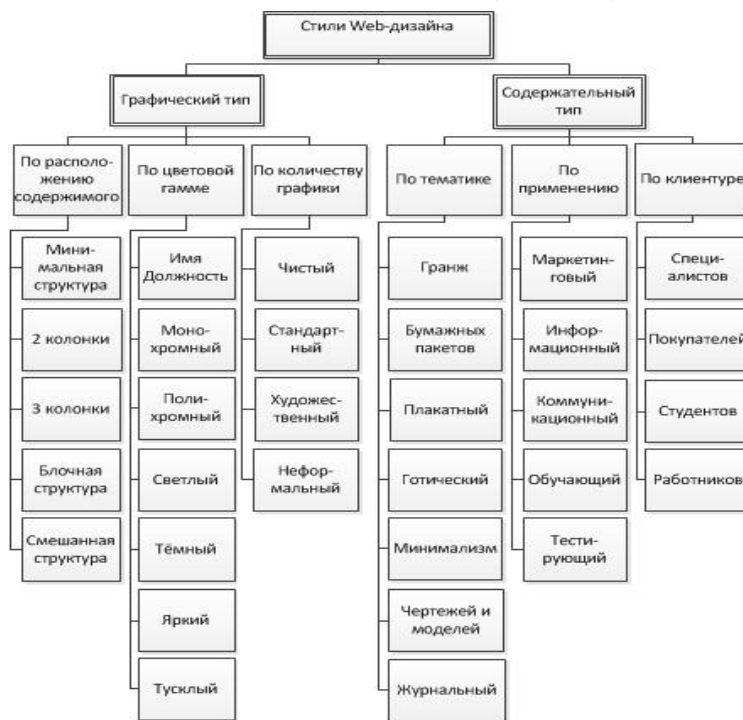 Стили Web-дизайна
Графический тип
Содержательный
тип
По располо-
жению
содержимого
По цветовой
гамме
По количеству
графики
По тематике
По
применению
По клиентуре
Мини-
мальная
структура
2 колонки
3 колонки
Блочная
структура
Смешанная
структура
Имя
Должность
Моно-
хромный
Поли-
хромный
Светлый
Тёмный
Яркий
Тусклый
Чистый
Стандарт-
ный
Художес-
твенный
Нефор-
мальный
Гранж
Бумажных
пакетов
Плакатный
Готический
Минимализм
Чертежей и
моделей
Журнальный
Маркетин-
говый
Инфор-
мационный
Коммуни-
кационный
Обучающий
Тести-
рующий
Специ-
алистов
Покупателей
Студентов
Работников